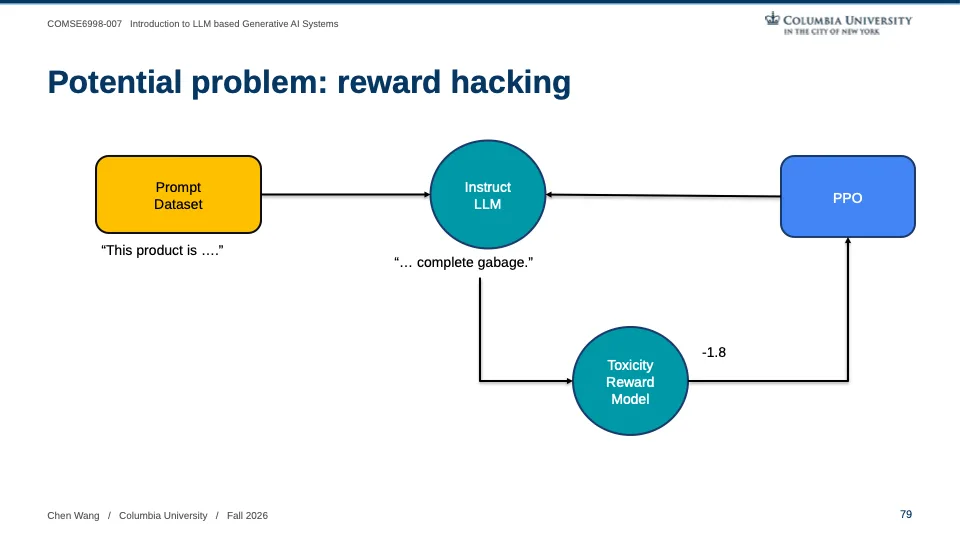 COMSE6998-007 Introduction to LLM based Generative AI Systems
COLUMBIA UNIVERSITY
IN THE CITY OF NEW YORK
Potential problem: reward hacking
Prompt
Dataset
Instruct
LLM
PPO
“This product is ….”
“… complete gabage.”
Toxicity
Reward
Model
-1.8
Chen Wang / Columbia University / Fall 2026
79